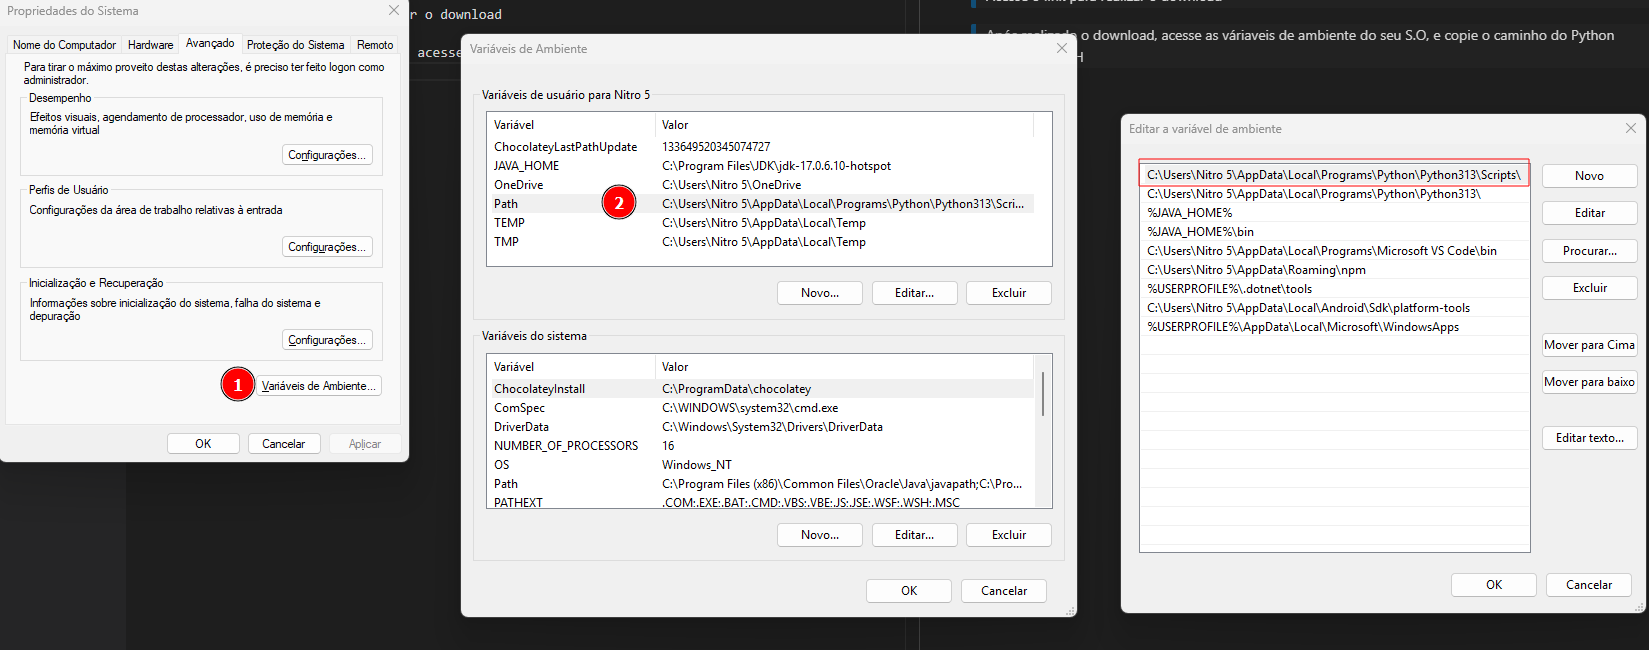 Propriedades do Sistema
Nome do Computador
Hardware
Avançado
Proteção do Sistema
Remoto
Para tirar o máximo proveito destas alterações, é preciso ter feito logon como
administrador.
Desempenho
Efeitos visuais, agendamento de processador, uso de memória e
memória virtual
Configurações...
Perfis de Usuário
Configurações da área de trabalho relativas à entrada
Configurações...
Inicialização e Recuperação
Informações sobre inicialização do sistema, falha do sistema e
depuração
Configurações...
1
Variáveis de Ambiente...
OK
Cancelar
Aplicar
r o download
acesse
Variáveis de Ambiente
Variáveis de usuário para Nitro 5
Variável Valor
ChocolateyLastPathUpdate 133649520345074727
JAVA_HOME C:\Program Files\JDK\jdk-17.0.6.10-hotspot
OneDrive C:\Users\Nitro 5\OneDrive
Path 2 C:\Users\Nitro 5\AppData\Local\Programs\Python\Python313\Scri...
TEMP C:\Users\Nitro 5\AppData\Local\Temp
TMP C:\Users\Nitro 5\AppData\Local\Temp
Novo... Editar... Excluir
Variáveis do sistema
Variável Valor
ChocolateyInstall C:\ProgramData\chocolatey
ComSpec C:\WINDOWS\system32\cmd.exe
DriverData C:\Windows\System32\Drivers\DriverData
NUMBER_OF_PROCESSORS 16
OS Windows_NT
Path C:\Program Files (x86)\Common Files\Oracle\Java\javapath;C:\Pro...
PATHEXT .COM;.EXE;.BAT;.CMD;.VBS;.VBE;.JS;.JSE;.WSF;.WSH;.MSC
Novo... Editar... Excluir
OK Cancelar
Após realizado o download, acesse as váriaveis de ambiente do seu S.O, e copie o caminho do Python
H
Editar a variável de ambiente
C:\Users\Nitro 5\AppData\Local\Programs\Python\Python313\Scripts\
C:\Users\Nitro 5\AppData\Local\Programs\Python\Python313\
%JAVA_HOME%
%JAVA_HOME%\bin
C:\Users\Nitro 5\AppData\Local\Programs\Microsoft VS Code\bin
C:\Users\Nitro 5\AppData\Roaming\npm
%USERPROFILE%\.dotnet\tools
C:\Users\Nitro 5\AppData\Local\Android\Sdk\platform-tools
%USERPROFILE%\AppData\Local\Microsoft\WindowsApps
Novo
Editar
Procurar...
Excluir
Mover para Cima
Mover para baixo
Editar texto...
OK Cancelar